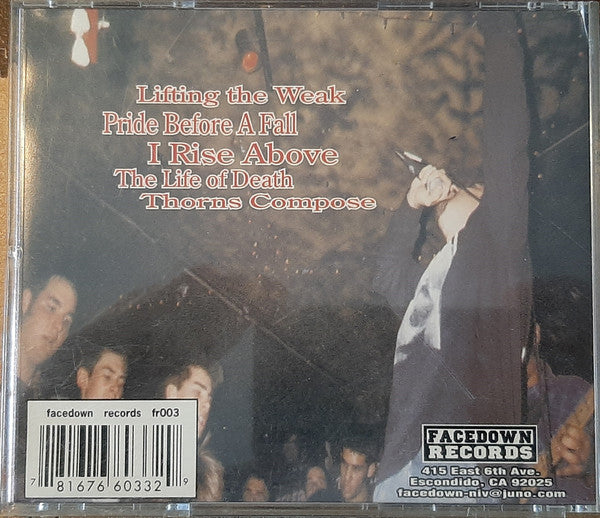 Lifting the Weak
Pride Before A Fall
I Rise Above
The Life of Death
Thorns Compose
facedown records fr003
7 81676 60332 9
FACEDOWN
RECORDS
415 East 6th Ave.
Escondido, CA 92025
facedown-niv@juno.com